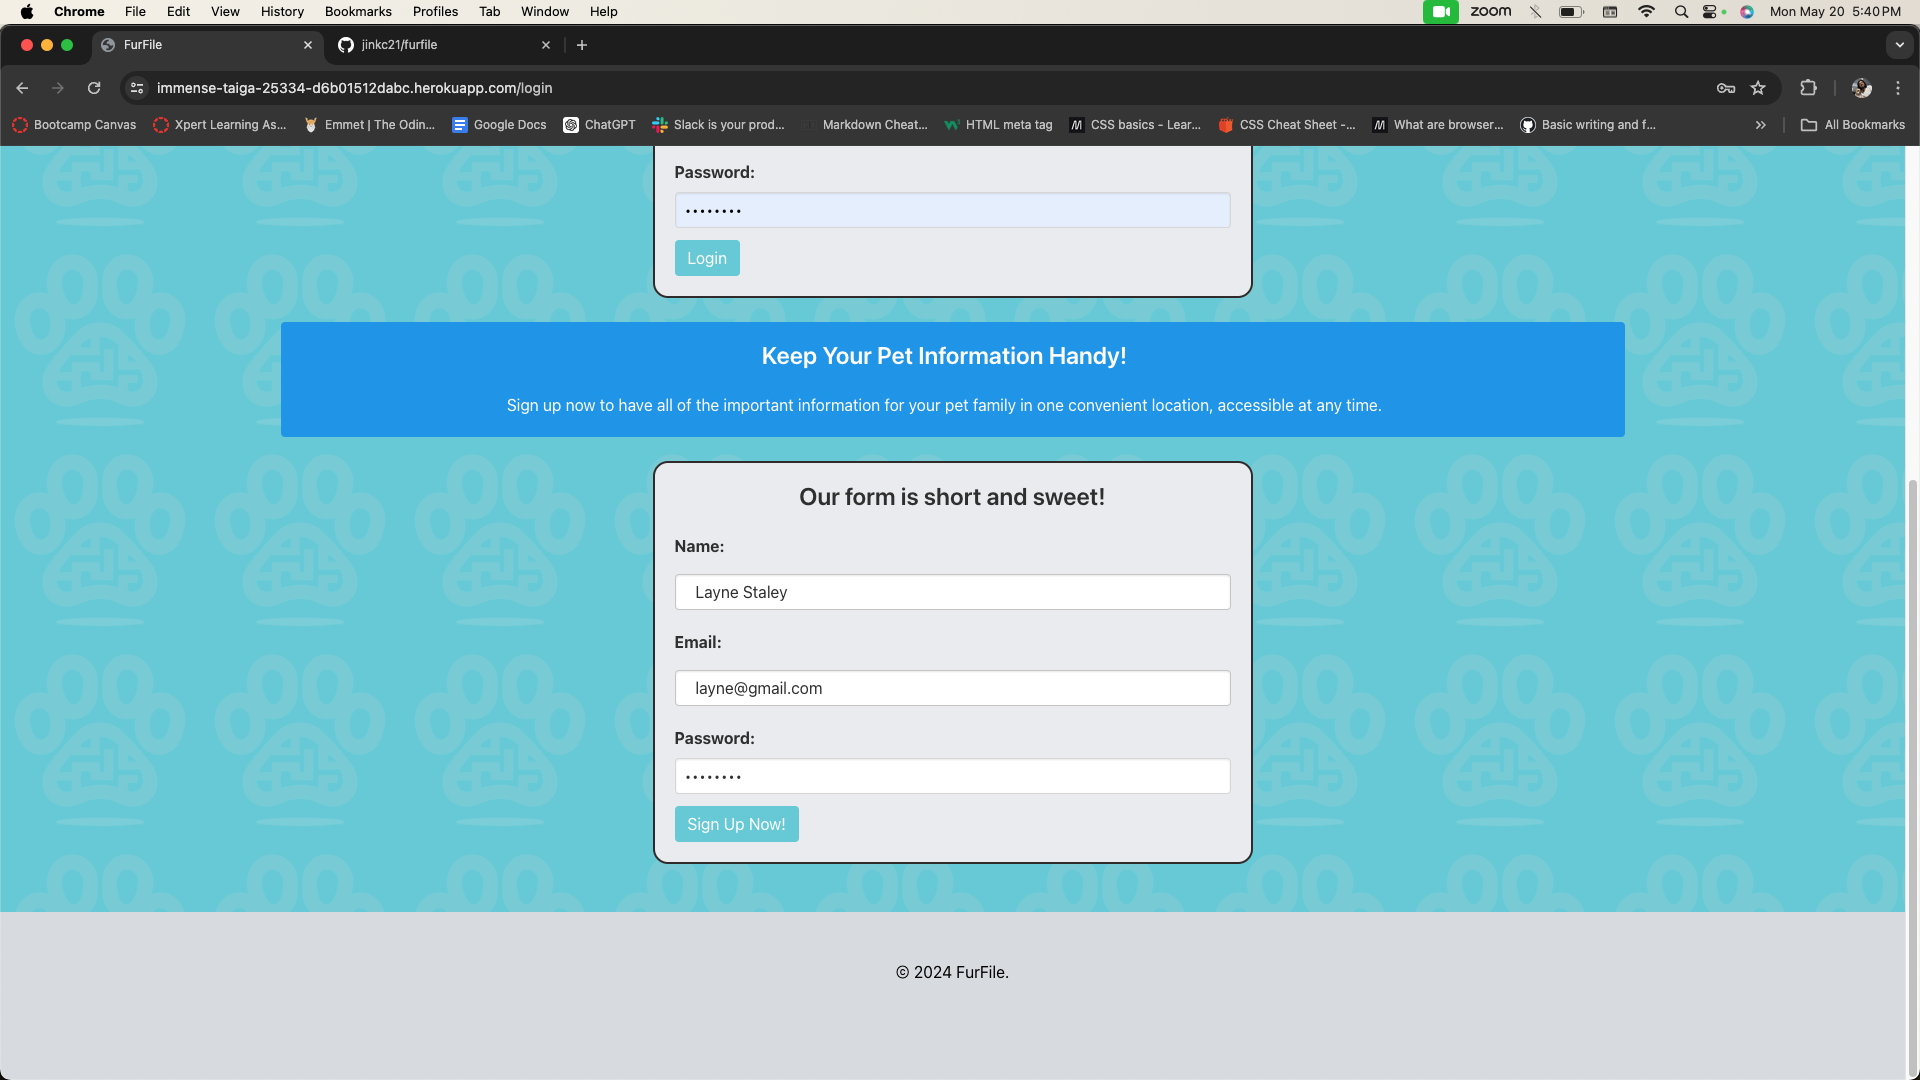 Chrome File Edit View History Bookmarks Profiles Tab Window Help zoom Mon May 20 5:40 PM
FurFile jinkc21/furfile
immense-taiga-25334-d6b01512dabc.herokuapp.com/login
Bootcamp Canvas Xpert Learning As... Emmet | The Odin... Google Docs ChatGPT Slack is your prod... Markdown Cheat... HTML meta tag CSS basics - Lear... CSS Cheat Sheet -... What are browser... Basic writing and f... » All Bookmarks
Password:
••••••••
Login
Keep Your Pet Information Handy!
Sign up now to have all of the important information for your pet family in one convenient location, accessible at any time.
Our form is short and sweet!
Name:
Layne Staley
Email:
layne@gmail.com
Password:
••••••••
Sign Up Now!
© 2024 FurFile.